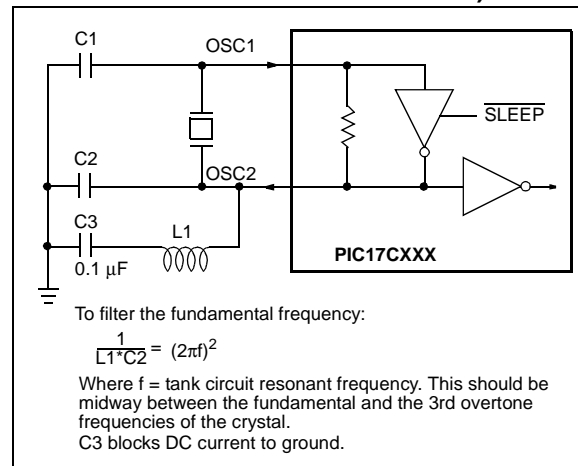 C1
OSC1
SLEEP
C2
OSC2
C3
L1
0.1 μF
PIC17CXXX
To filter the fundamental frequency:
1
L1*C2 = (2πf)2
Where f = tank circuit resonant frequency. This should be
midway between the fundamental and the 3rd overtone
frequencies of the crystal.
C3 blocks DC current to ground.